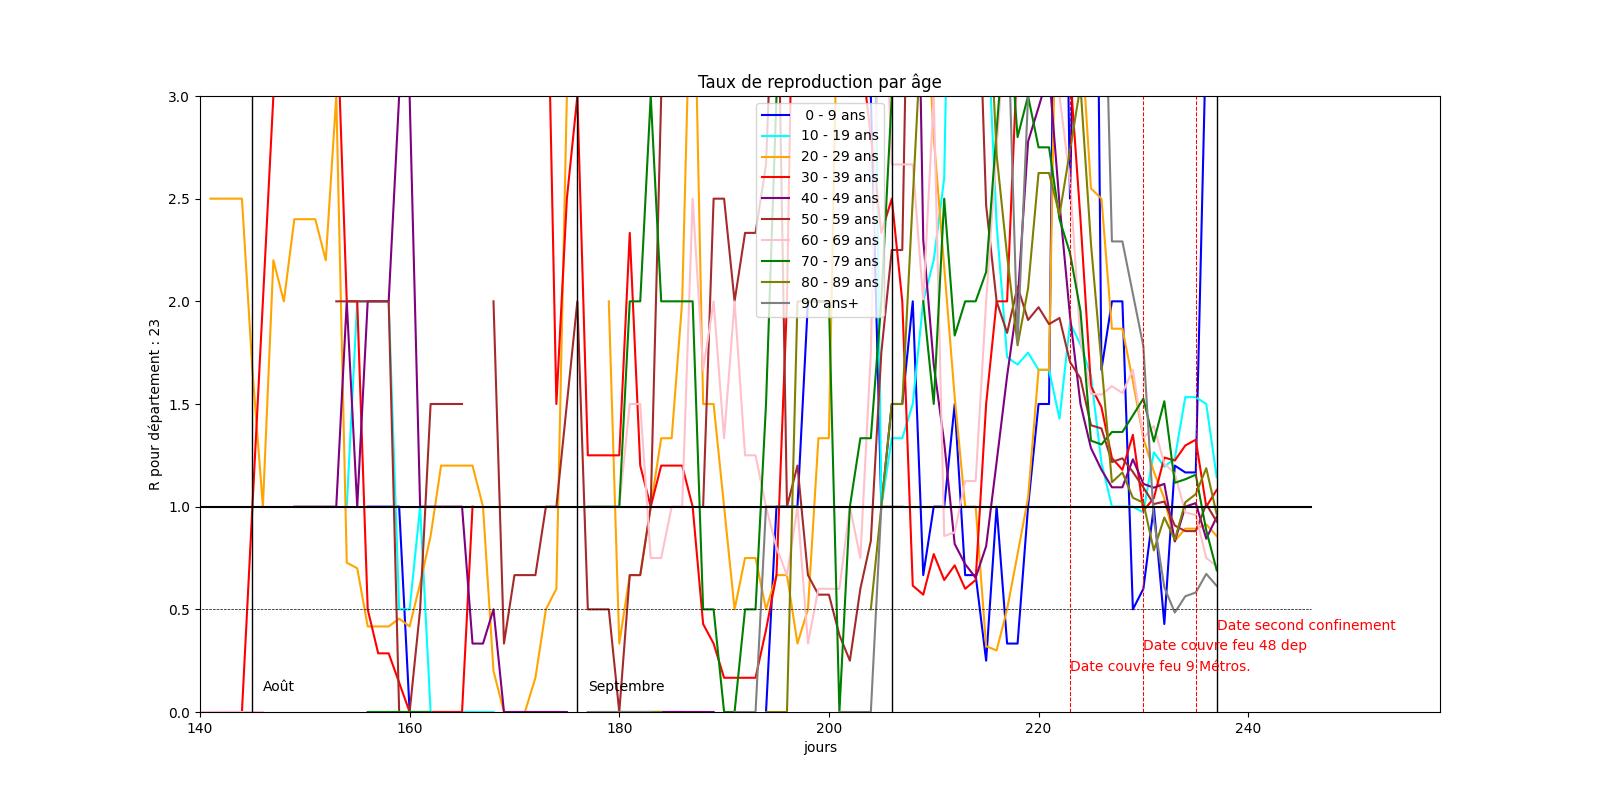 Taux de reproduction par âge
3.0
2.5
2.0
1.5
1.0
0.5
0.0
R pour département : 23
0 - 9 ans
10 - 19 ans
20 - 29 ans
30 - 39 ans
40 - 49 ans
50 - 59 ans
60 - 69 ans
70 - 79 ans
80 - 89 ans
90 ans+
Date second confinement
Date couvre feu 48 dep
Date couvre feu 9 Métros.
Août
Septembre
140
160
180
200
220
240
jours